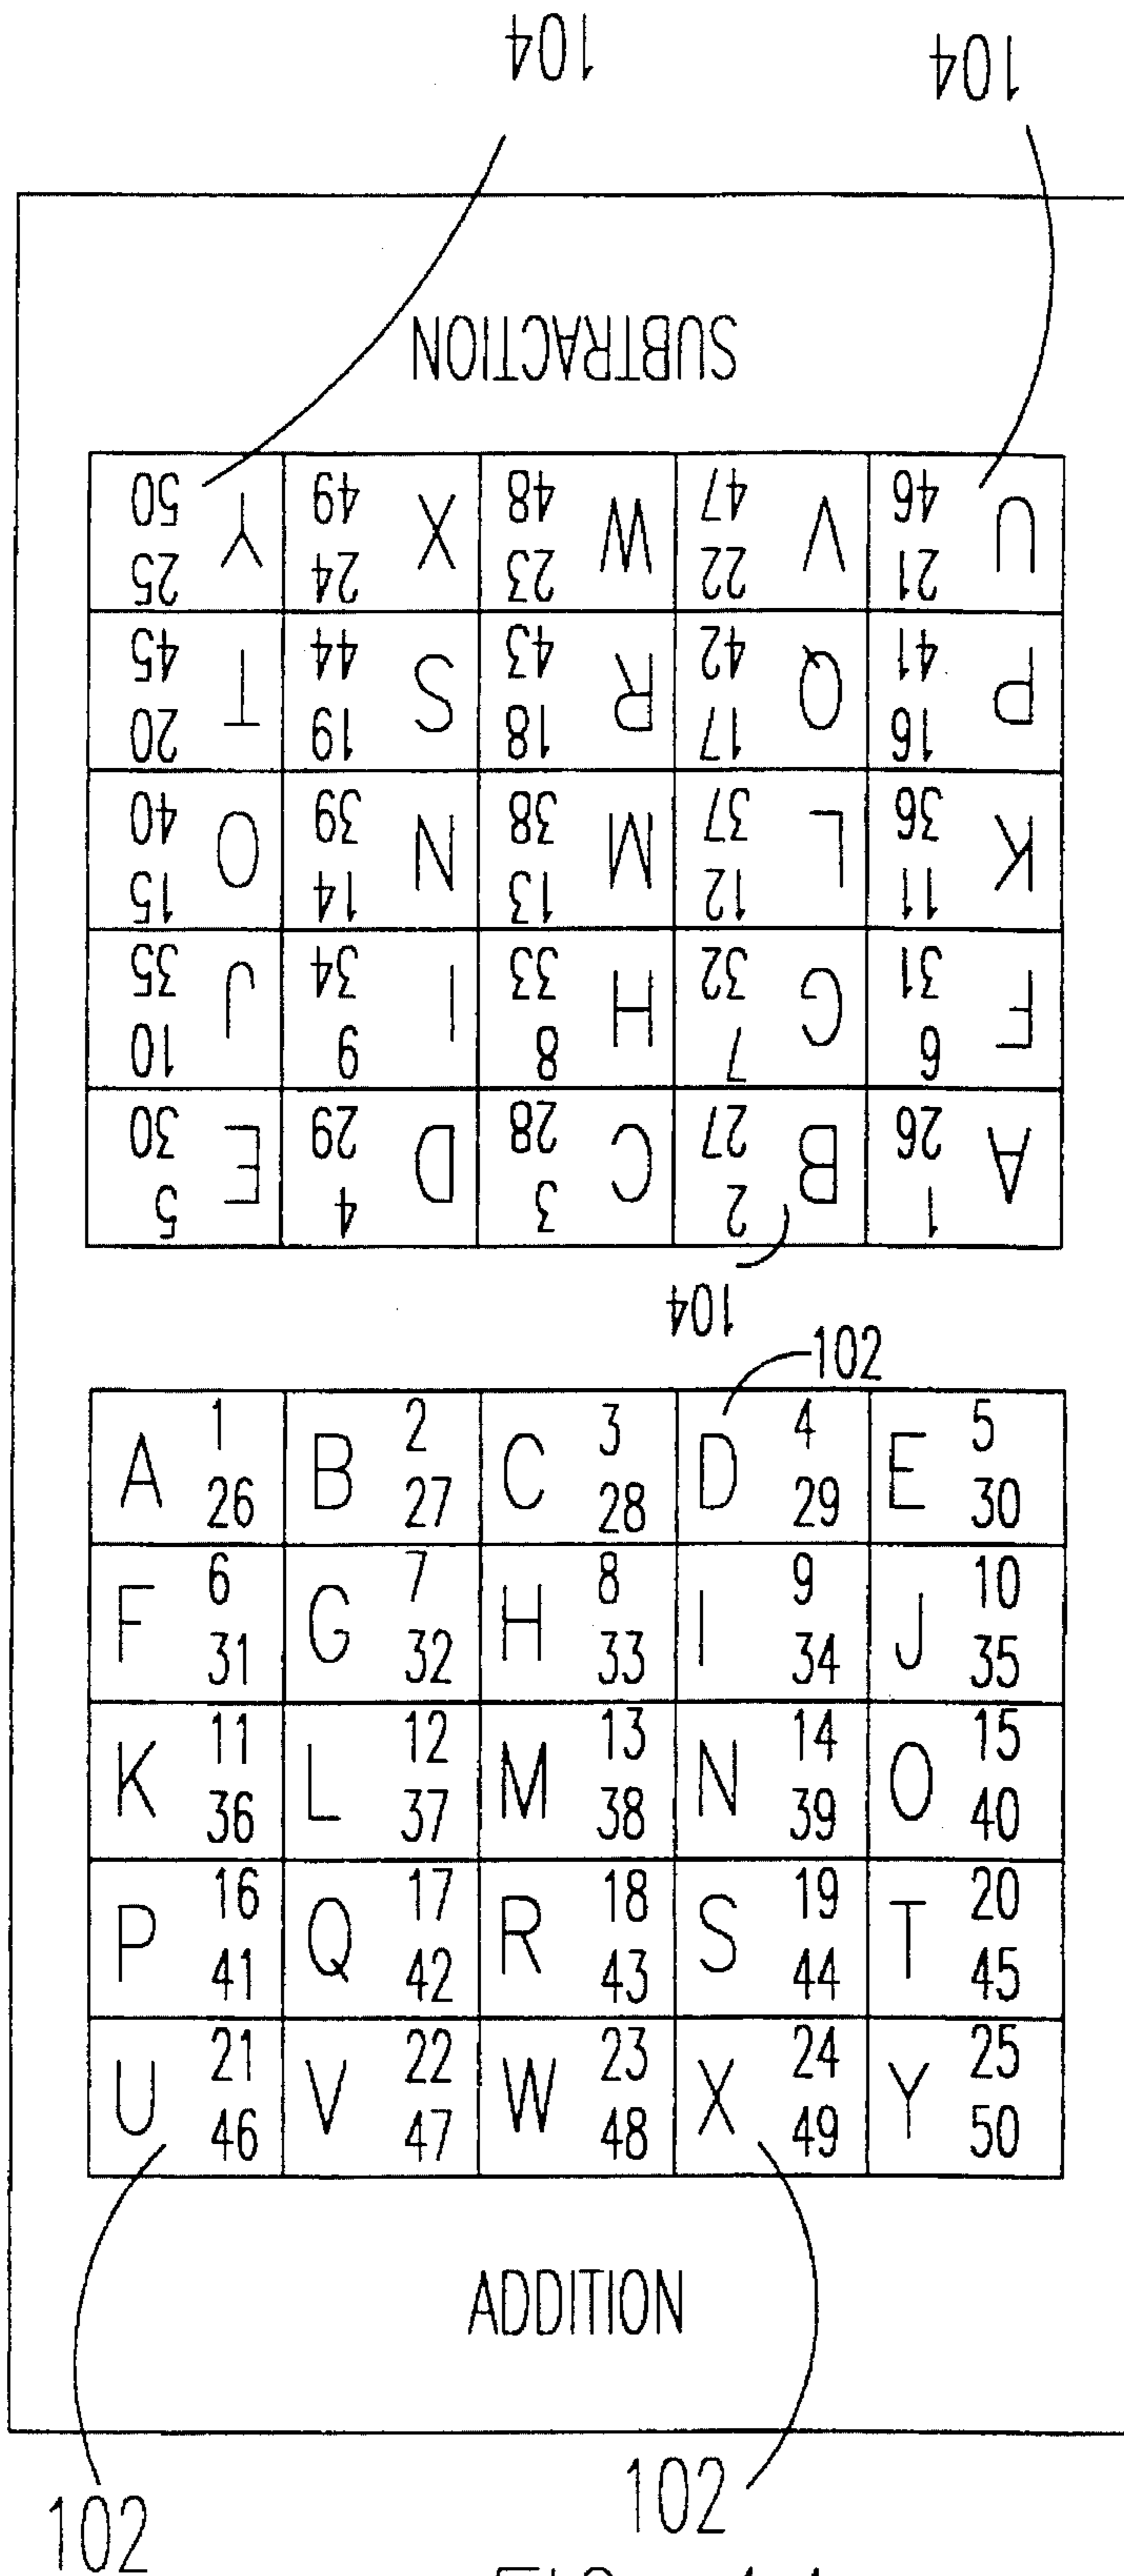 104 104
SUBTRACTION
A 1 B 2 C 3 D 4 E 5
26 27 28 29 30
F 6 G 7 H 8 I 9 J 10
31 32 33 34 35
K 11 L 12 M 13 N 14 O 15
36 37 38 39 40
P 16 Q 17 R 18 S 19 T 20
41 42 43 44 45
U 21 V 22 W 23 X 24 Y 25
46 47 48 49 50
104
102
A 1 B 2 C 3 D 4 E 5
26 27 28 29 30
F 6 G 7 H 8 I 9 J 10
31 32 33 34 35
K 11 L 12 M 13 N 14 O 15
36 37 38 39 40
P 16 Q 17 R 18 S 19 T 20
41 42 43 44 45
U 21 V 22 W 23 X 24 Y 25
46 47 48 49 50
ADDITION
102 102